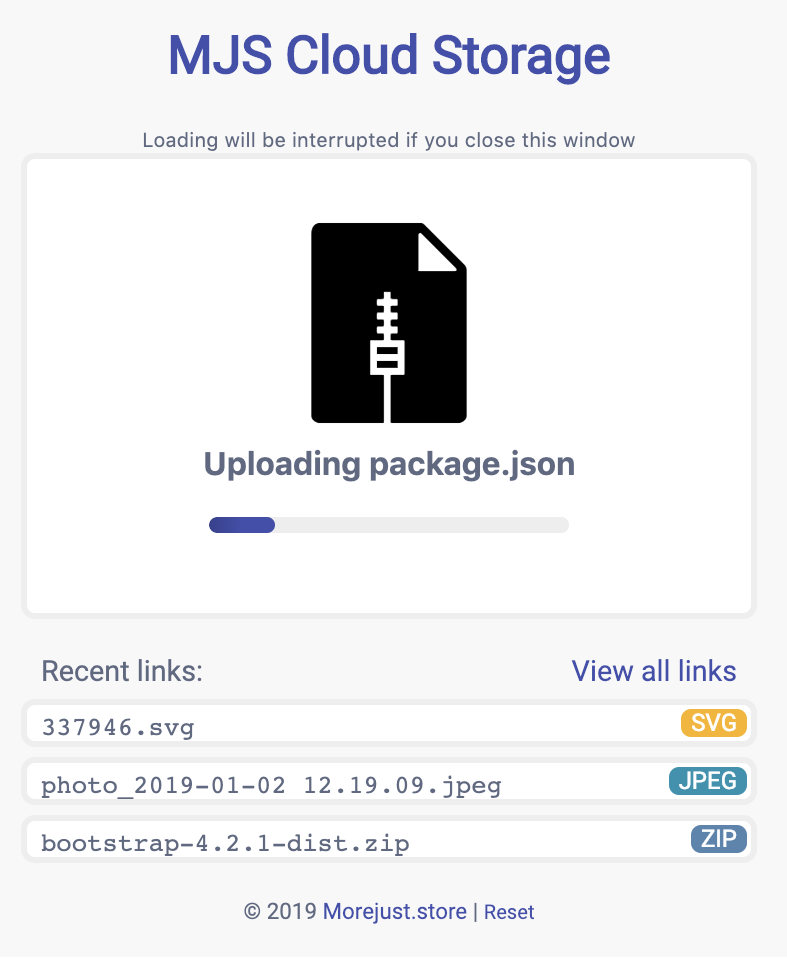 MJS Cloud Storage
Loading will be interrupted if you close this window
Uploading package.json
Recent links: View all links
337946.svg SVG
photo_2019-01-02 12.19.09.jpeg JPEG
bootstrap-4.2.1-dist.zip ZIP
© 2019 Morejust.store | Reset